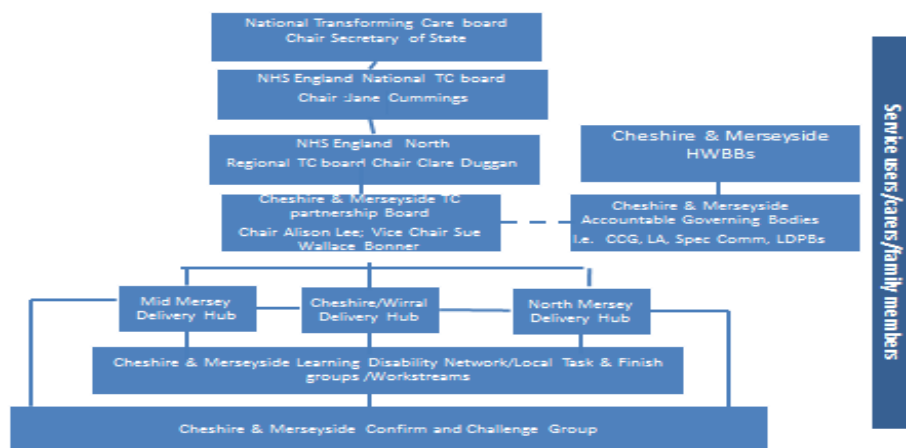 National Transforming Care board
Chair Secretary of State
NHS England National TC board
Chair :Jane Cummings
NHS England North
Regional TC board Chair Clare Duggan
Cheshire & Merseyside
HWBBs
Cheshire & Merseyside TC
partnership Board
Chair Alison Lee; Vice Chair Sue
Wallace Bonner
Cheshire & Merseyside
Accountable Governing Bodies
I.e. CCG, LA, Spec Comm, LDPBs
Mid Mersey
Delivery Hub
Cheshire/Wirral
Delivery Hub
North Mersey
Delivery Hub
Cheshire & Merseyside Learning Disability Network/Local Task & Finish
groups /Workstreams
Cheshire & Merseyside Confirm and Challenge Group
Service users/carers/family members